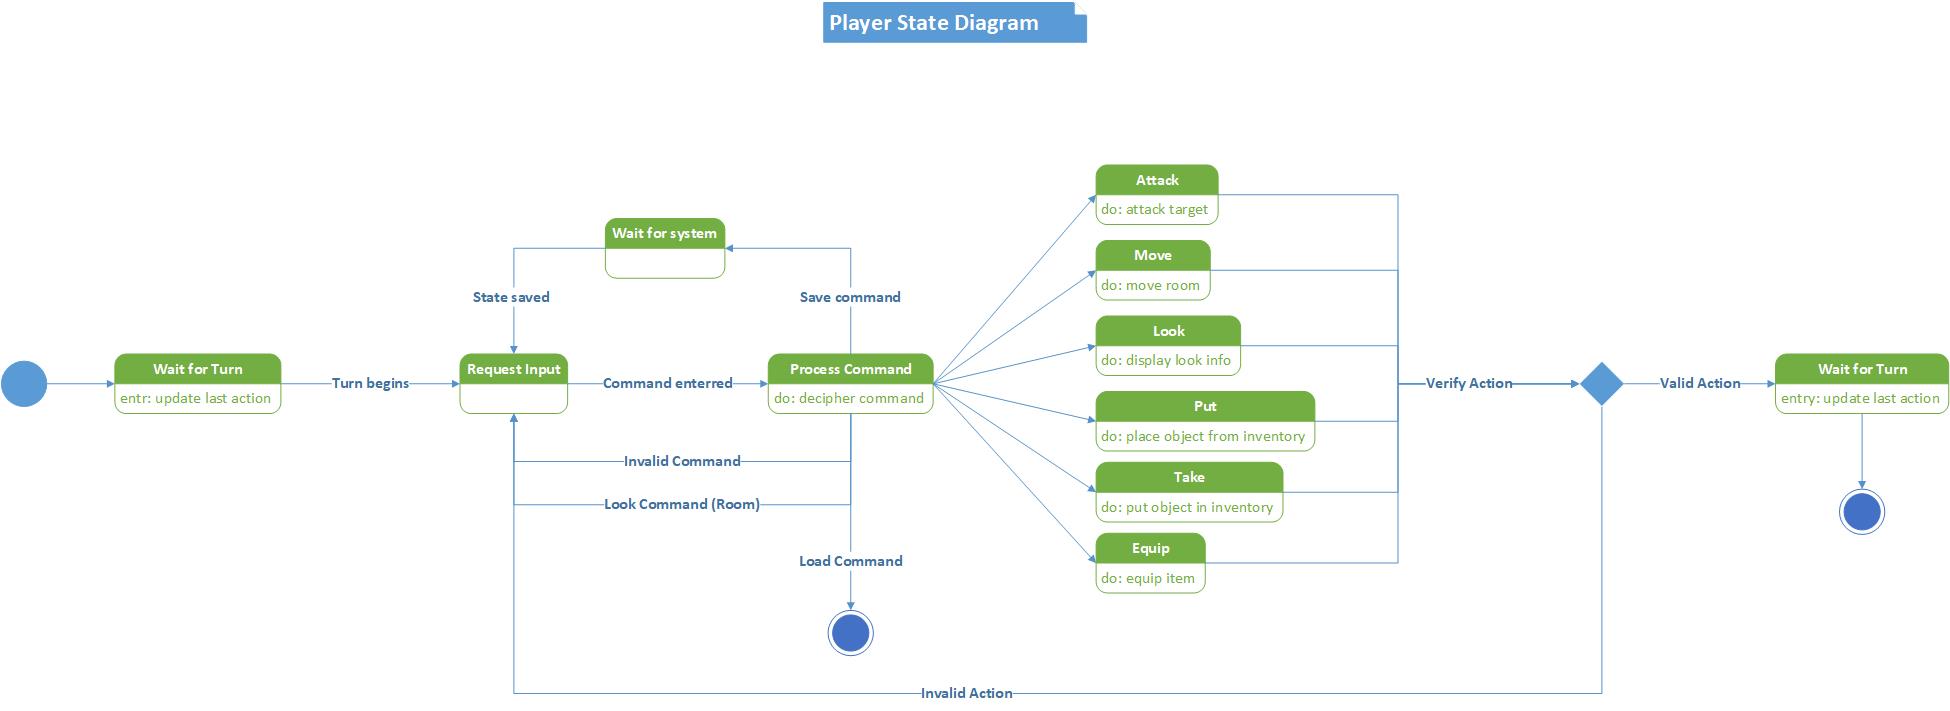 Player State Diagram
Attack
do: attack target
Wait for system
Move
do: move room
State saved
Save command
Look
do: display look info
Wait for Turn
entr: update last action
Turn begins
Request Input
Command enterred
Process Command
do: decipher command
Verify Action
Valid Action
Wait for Turn
entry: update last action
Put
do: place object from inventory
Invalid Command
Take
do: put object in inventory
Look Command (Room)
Equip
do: equip item
Load Command
Invalid Action